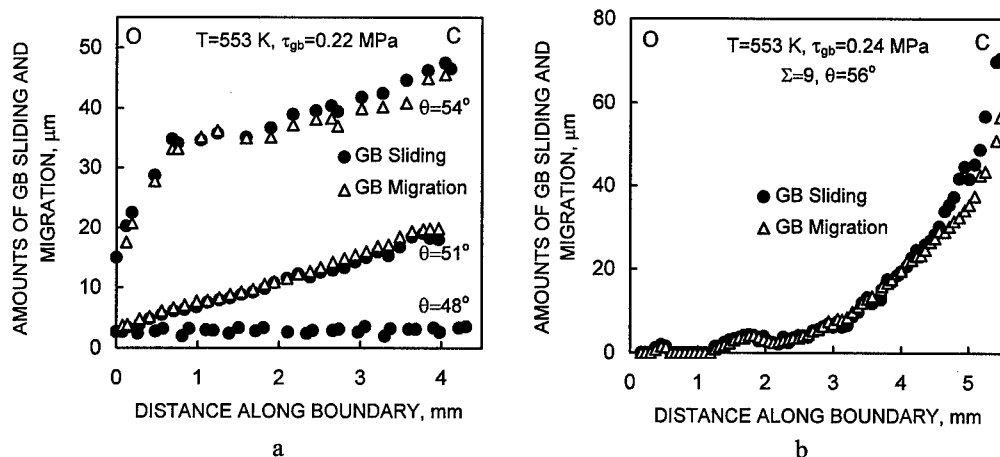 AMOUNTS OF GB SLIDING AND
MIGRATION, μm
50
40
30
20
10
0
O
T=553 K, τgb=0.22 MPa
C
θ=54°
GB Sliding
GB Migration
θ=51°
θ=48°
0 1 2 3 4
DISTANCE ALONG BOUNDARY, mm
a
AMOUNTS OF GB SLIDING AND
MIGRATION, μm
80
60
40
20
0
O
C
T=553 K, τgb=0.24 MPa
Σ=9, θ=56°
GB Sliding
GB Migration
0 1 2 3 4 5
DISTANCE ALONG BOUNDARY, mm
b